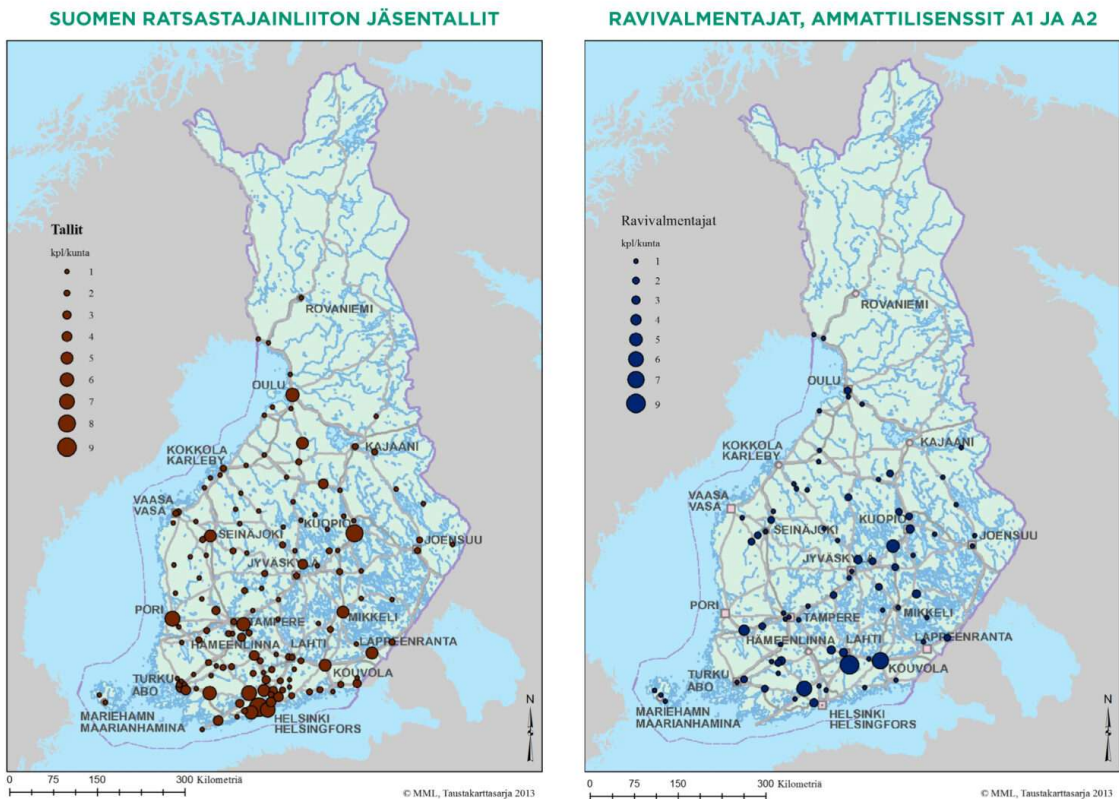 SUOMEN RATSASTAJAINLIITON JÄSENTALLIT
Tallit
kpl/kunta
1
2
3
4
5
6
7
8
9
ROVANIEMI
OULU
KAJAANI
KOKKOLA
KARLEBY
VAASA
VASA
SEINÄJOKI
KUOPIO
JOENSUU
JYVÄSKYLÄ
PORI
TAMPERE
MIKKELI
HÄMEENLINNA
LAHTI
LAPPEENRANTA
KOUVOLA
TURKU
ÅBO
MARIEHAMN
MAARIANHAMINA
HELSINKI
HELSINGFORS
N
0 75 150 300 Kilometriä
© MML, Taustakarttasarja 2013
RAVIVALMENTAJAT, AMMATTILISENSSIT A1 JA A2
Ravivalmentajat
kpl/kunta
1
2
3
4
5
6
7
9
ROVANIEMI
OULU
KAJAANI
KOKKOLA
KARLEBY
VAASA
VASA
SEINÄJOKI
KUOPIO
JOENSUU
JYVÄSKYLÄ
PORI
TAMPERE
MIKKELI
HÄMEENLINNA
LAHTI
LAPPEENRANTA
KOUVOLA
TURKU
ÅBO
MARIEHAMN
MAARIANHAMINA
HELSINKI
HELSINGFORS
N
0 75 150 300 Kilometriä
© MML, Taustakarttasarja 2013